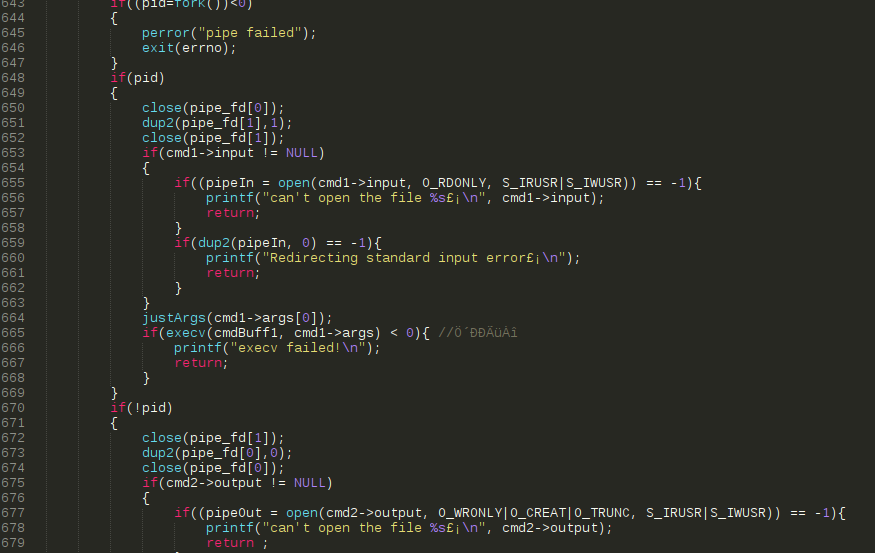 643 if((pid=fork())<0)
644 {
645 perror("pipe failed");
646 exit(errno);
647 }
648 if(pid)
649 {
650 close(pipe_fd[0]);
651 dup2(pipe_fd[1],1);
652 close(pipe_fd[1]);
653 if(cmd1->input != NULL)
654 {
655 if((pipeIn = open(cmd1->input, O_RDONLY, S_IRUSR|S_IWUSR)) == -1){
656 printf("can't open the file %s£¡\n", cmd1->input);
657 return;
658 }
659 if(dup2(pipeIn, 0) == -1){
660 printf("Redirecting standard input error£¡\n");
661 return;
662 }
663 }
664 justArgs(cmd1->args[0]);
665 if(execv(cmdBuff1, cmd1->args) < 0){ //Ö´ÐÐÃüÁî
666 printf("execv failed!\n");
667 return;
668 }
669 }
670 if(!pid)
671 {
672 close(pipe_fd[1]);
673 dup2(pipe_fd[0],0);
674 close(pipe_fd[0]);
675 if(cmd2->output != NULL)
676 {
677 if((pipeOut = open(cmd2->output, O_WRONLY|O_CREAT|O_TRUNC, S_IRUSR|S_IWUSR)) == -1){
678 printf("can't open the file %s£¡\n", cmd2->output);
679 return ;